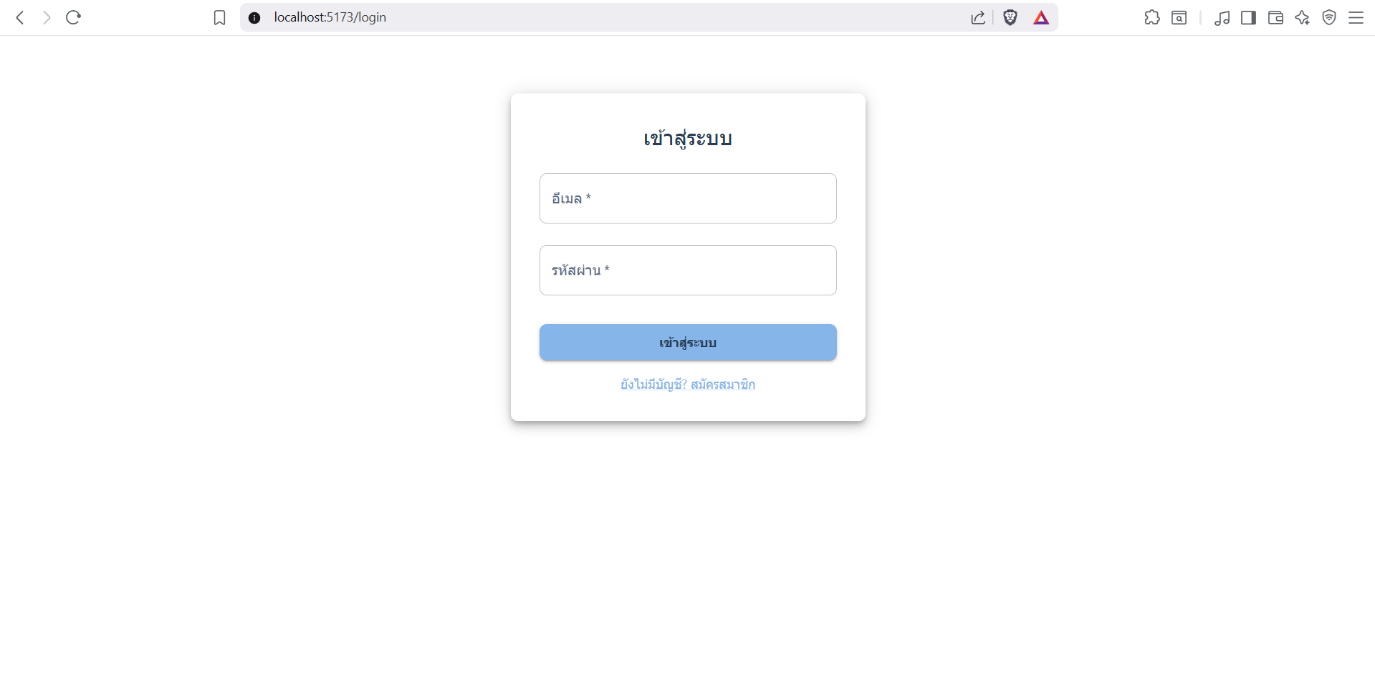 localhost:5173/login
เข้าสู่ระบบ
อีเมล *
รหัสผ่าน *
เข้าสู่ระบบ
ยังไม่มีบัญชี? สมัครสมาชิก